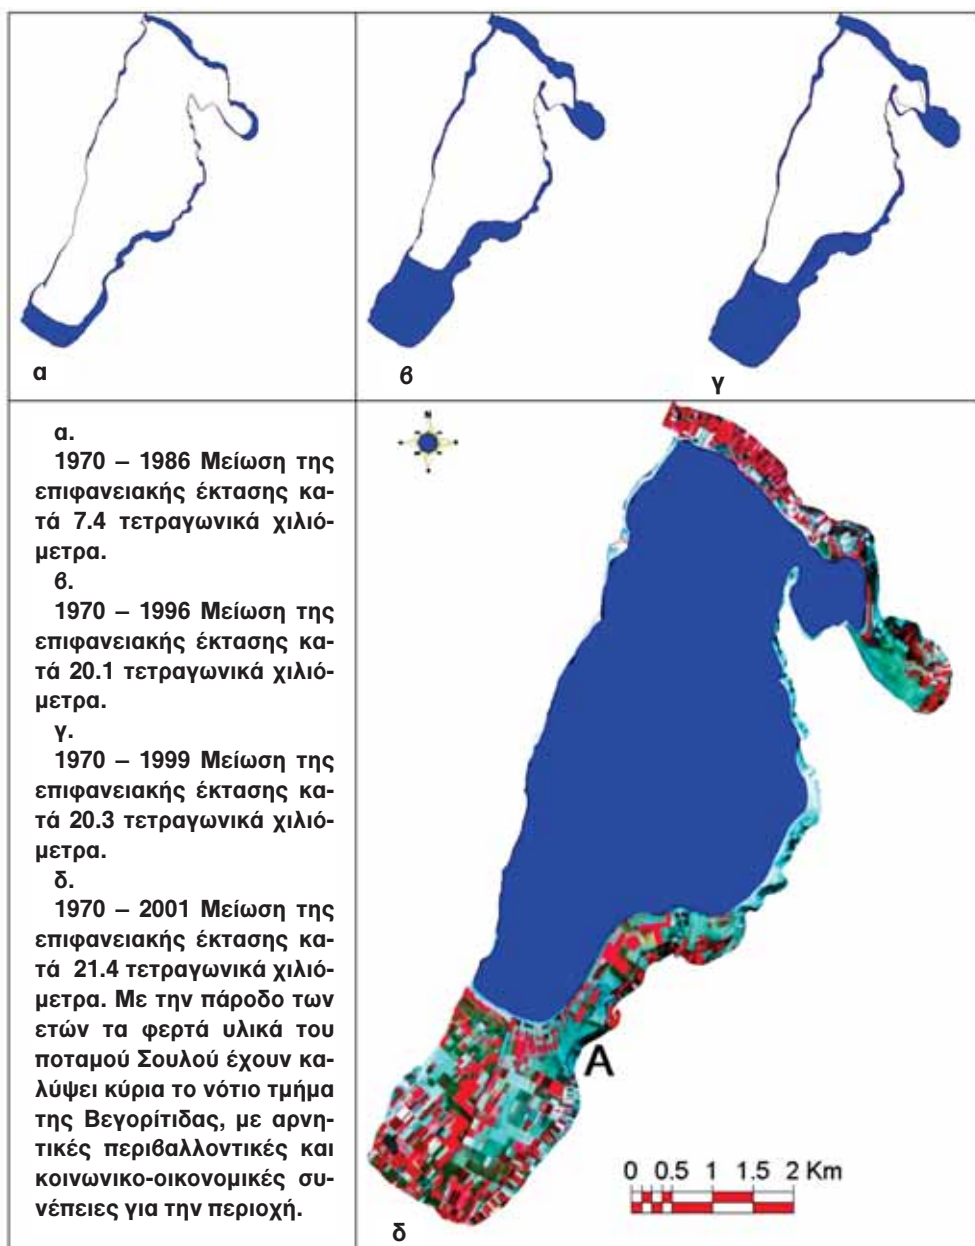 α
ϐ
γ
α.
1970 – 1986 Μείωση της
επιφανειακής έκτασης κα-
τά 7.4 τετραγωνικά χιλιό-
μετρα.
ϐ.
1970 – 1996 Μείωση της
επιφανειακής έκτασης κα-
τά 20.1 τετραγωνικά χιλιό-
μετρα.
γ.
1970 – 1999 Μείωση της
επιφανειακής έκτασης κα-
τά 20.3 τετραγωνικά χιλιό-
μετρα.
δ.
1970 – 2001 Μείωση της
επιφανειακής έκτασης κα-
τά 21.4 τετραγωνικά χιλιό-
μετρα. Με την πάροδο των
ετών τα φερτά υλικά του
ποταμού Σουλού έχουν κα-
λύψει κύρια το νότιο τμήμα
της Βεγορίτιδας, με αρνη-
τικές περιϐαλλοντικές και
κοινωνικο-οικονομικές συ-
νέπειες για την περιοχή.
N
A
0 0.5 1 1.5 2 Km
δ